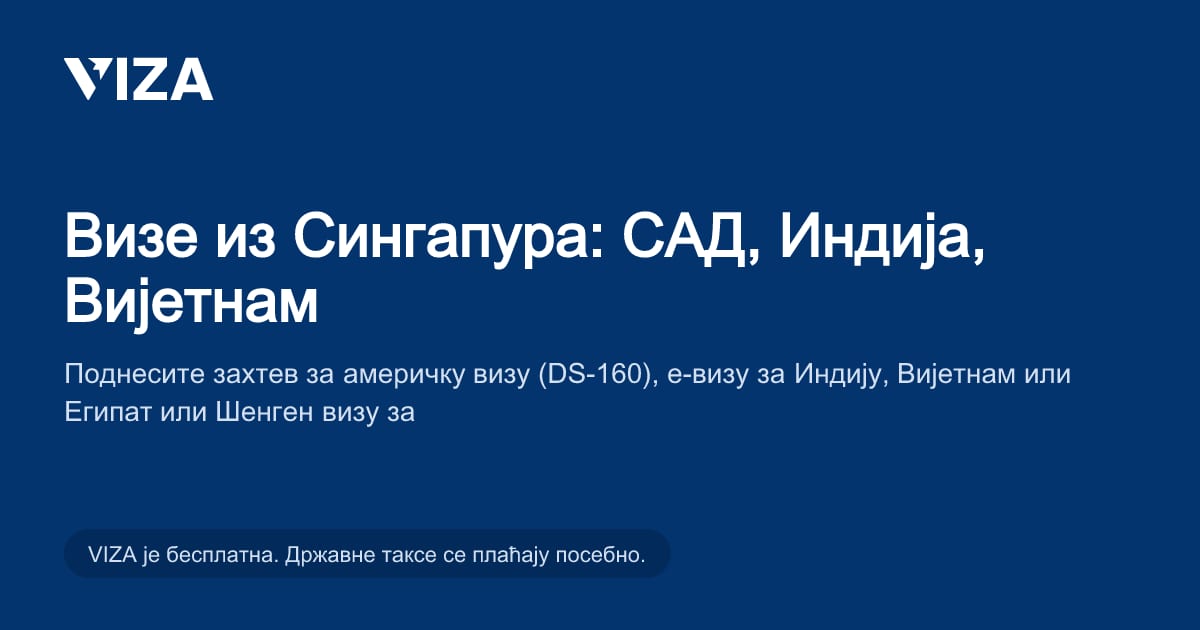 VIZA
Визе из Сингапура: САД, Индија,
Вијетнам
Поднесите захтев за америчку визу (DS-160), е-визу за Индију, Вијетнам или
Египат или Шенген визу за
VIZA је бесплатна. Државне таксе се плаћају посебно.